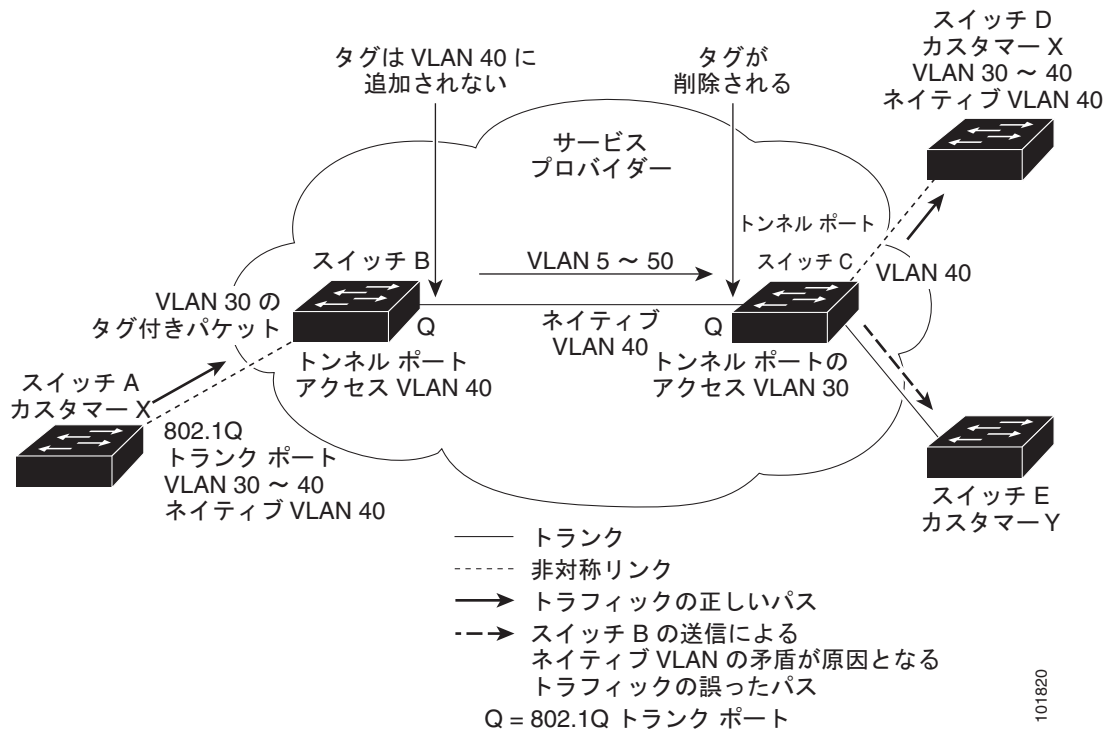 スイッチ D
カスタマー X
VLAN 30 ～ 40
ネイティブ VLAN 40
タグは VLAN 40 に
追加されない
タグが
削除される
サービス
プロバイダー
トンネル ポート
スイッチ B
VLAN 5 ～ 50
スイッチ C
VLAN 40
VLAN 30 の
タグ付きパケット
Q
ネイティブ
VLAN 40
Q
トンネル ポート
アクセス VLAN 40
トンネル ポートの
アクセス VLAN 30
スイッチ A
カスタマー X
802.1Q
トランク ポート
VLAN 30 ～ 40
ネイティブ VLAN 40
スイッチ E
カスタマー Y
トランク
非対称リンク
トラフィックの正しいパス
スイッチ B の送信による
ネイティブ VLAN の矛盾が原因となる
トラフィックの誤ったパス
Q = 802.1Q トランク ポート
101820